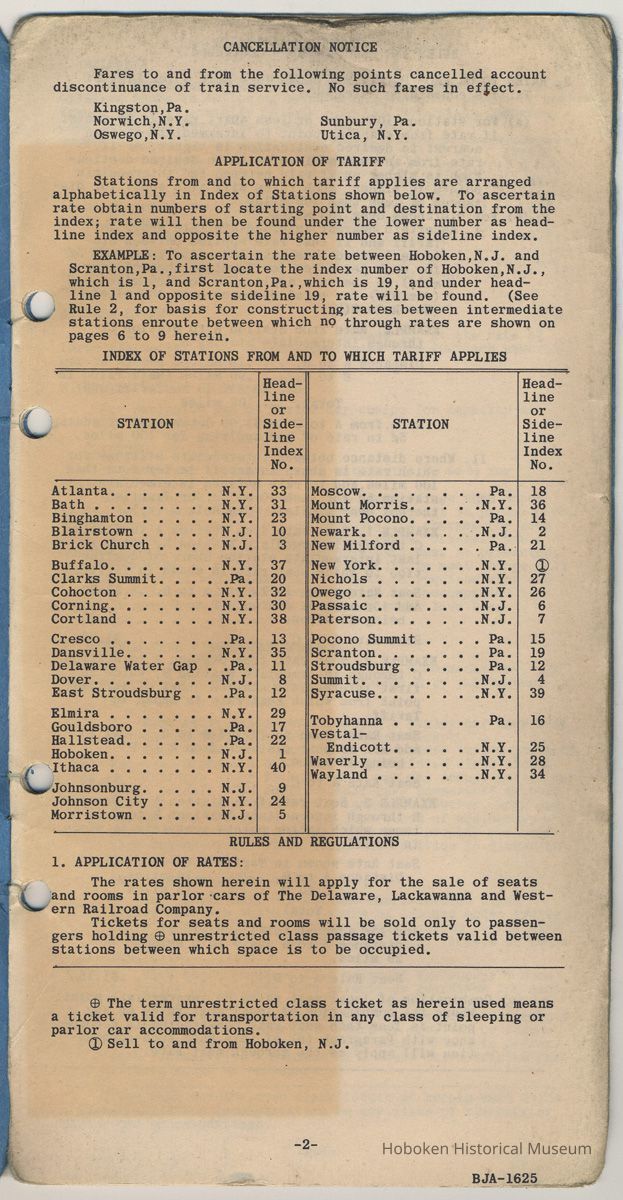 CANCELLATION NOTICE
Fares to and from the following points cancelled account
discontinuance of train service. No such fares in effect.
Kingston,Pa.
Norwich,N.Y. Sunbury, Pa.
Oswego,N.Y. Utica, N.Y.
APPLICATION OF TARIFF
Stations from and to which tariff applies are arranged
alphabetically in Index of Stations shown below. To ascertain
rate obtain numbers of starting point and destination from the
index; rate will then be found under the lower number as head-
line index and opposite the higher number as sideline index.
EXAMPLE: To ascertain the rate between Hoboken,N.J. and
Scranton,Pa.,first locate the index number of Hoboken,N.J.,
which is 1, and Scranton,Pa.,which is 19, and under head-
line 1 and opposite sideline 19, rate will be found. (See
Rule 2, for basis for constructing rates between intermediate
stations enroute between which no through rates are shown on
pages 6 to 9 herein.
INDEX OF STATIONS FROM AND TO WHICH TARIFF APPLIES
STATION
Head-
line
or
Side-
line
Index
No.
STATION
Head-
line
or
Side-
line
Index
No.
Atlanta. . . . . . . N.Y. 33
Bath . . . . . . . . N.Y. 31
Binghamton . . . . . N.Y. 23
Blairstown . . . . . N.J. 10
Brick Church . . . . N.J. 3
Buffalo. . . . . . . N.Y. 37
Clarks Summit. . . . .Pa. 20
Cohocton . . . . . . N.Y. 32
Corning. . . . . . . N.Y. 30
Cortland . . . . . . N.Y. 38
Cresco . . . . . . . .Pa. 13
Dansville. . . . . . N.Y. 35
Delaware Water Gap . .Pa. 11
Dover. . . . . . . . N.J. 8
East Stroudsburg . . .Pa. 12
Elmira . . . . . . . N.Y. 29
Gouldsboro . . . . . .Pa. 17
Hallstead. . . . . . .Pa. 22
Hoboken. . . . . . . N.J. 1
Ithaca . . . . . . . N.Y. 40
Johnsonburg. . . . . N.J. 9
Johnson City . . . . N.Y. 24
Morristown . . . . . N.J. 5
Moscow. . . . . . . . Pa. 18
Mount Morris. . . . .N.Y. 36
Mount Pocono. . . . . Pa. 14
Newark. . . . . . . .N.J. 2
New Milford . . . . . Pa. 21
New York. . . . . . .N.Y. ①
Nichols . . . . . . .N.Y. 27
Owego . . . . . . . .N.Y. 26
Passaic . . . . . . .N.J. 6
Paterson. . . . . . .N.J. 7
Pocono Summit . . . . Pa. 15
Scranton. . . . . . . Pa. 19
Stroudsburg . . . . . Pa. 12
Summit. . . . . . . .N.J. 4
Syracuse. . . . . . .N.Y. 39
Tobyhanna . . . . . . Pa. 16
Vestal-
Endicott. . . . . .N.Y. 25
Waverly . . . . . . .N.Y. 28
Wayland . . . . . . .N.Y. 34
RULES AND REGULATIONS
1. APPLICATION OF RATES:
The rates shown herein will apply for the sale of seats
and rooms in parlor cars of The Delaware, Lackawanna and West-
ern Railroad Company.
Tickets for seats and rooms will be sold only to passen-
gers holding ⊕ unrestricted class passage tickets valid between
stations between which space is to be occupied.
⊕ The term unrestricted class ticket as herein used means
a ticket valid for transportation in any class of sleeping or
parlor car accommodations.
① Sell to and from Hoboken, N.J.
-2-
Hoboken Historical Museum
BJA-1625